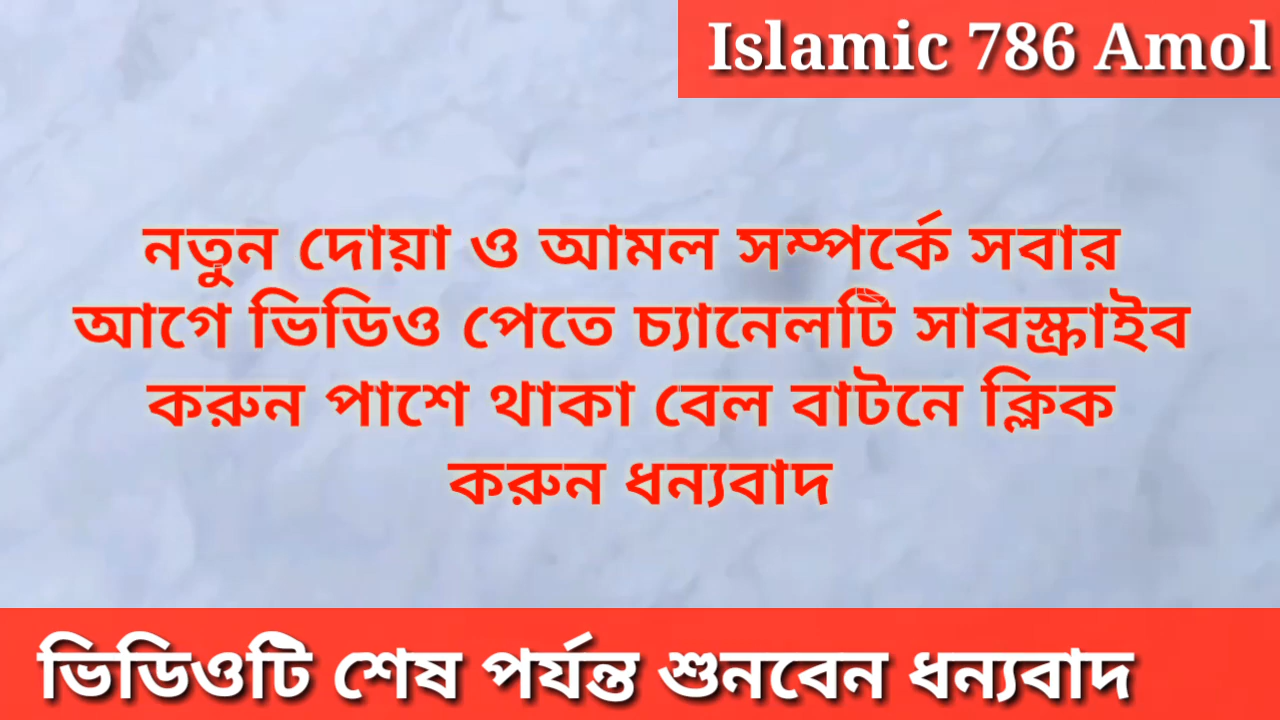 Islamic 786 Amol
নতুন দোয়া ও আমল সম্পর্কে সবার
আগে ভিডিও পেতে চ্যানেলটি সাবস্ক্রাইব
করুন পাশে থাকা বেল বাটনে ক্লিক
করুন ধন্যবাদ
ভিডিওটি শেষ পর্যন্ত শুনবেন ধন্যবাদ